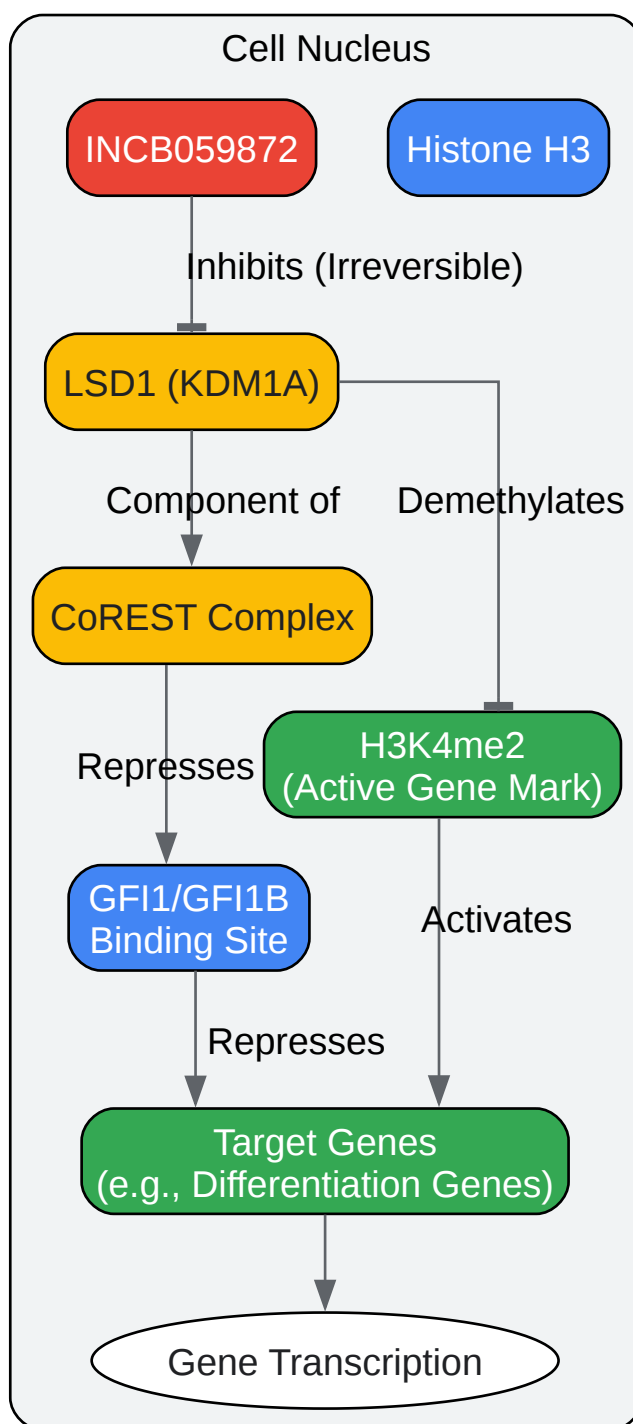 Cell Nucleus
INCB059872
Histone H3
Inhibits (Irreversible)
LSD1 (KDM1A)
Component of
Demethylates
CoREST Complex
H3K4me2
(Active Gene Mark)
Represses
GFI1/GFI1B
Binding Site
Activates
Represses
Target Genes
(e.g., Differentiation Genes)
Gene Transcription